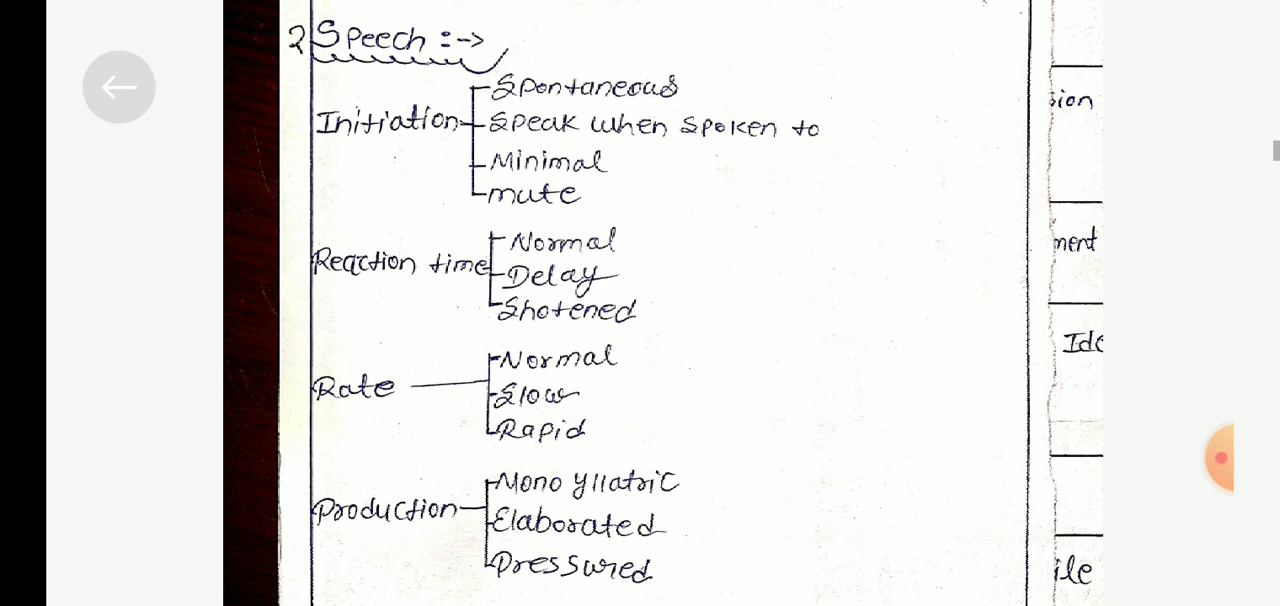 2 Speech :->
Spontaneous
Initiation
Speak when spoken to
Minimal
mute
Normal
Reaction time
Delay
Shotened
Normal
Rate
Slow
Rapid
Mono yllatric
Production
Elaborated
Pressured
sion
ment
Ide
ile